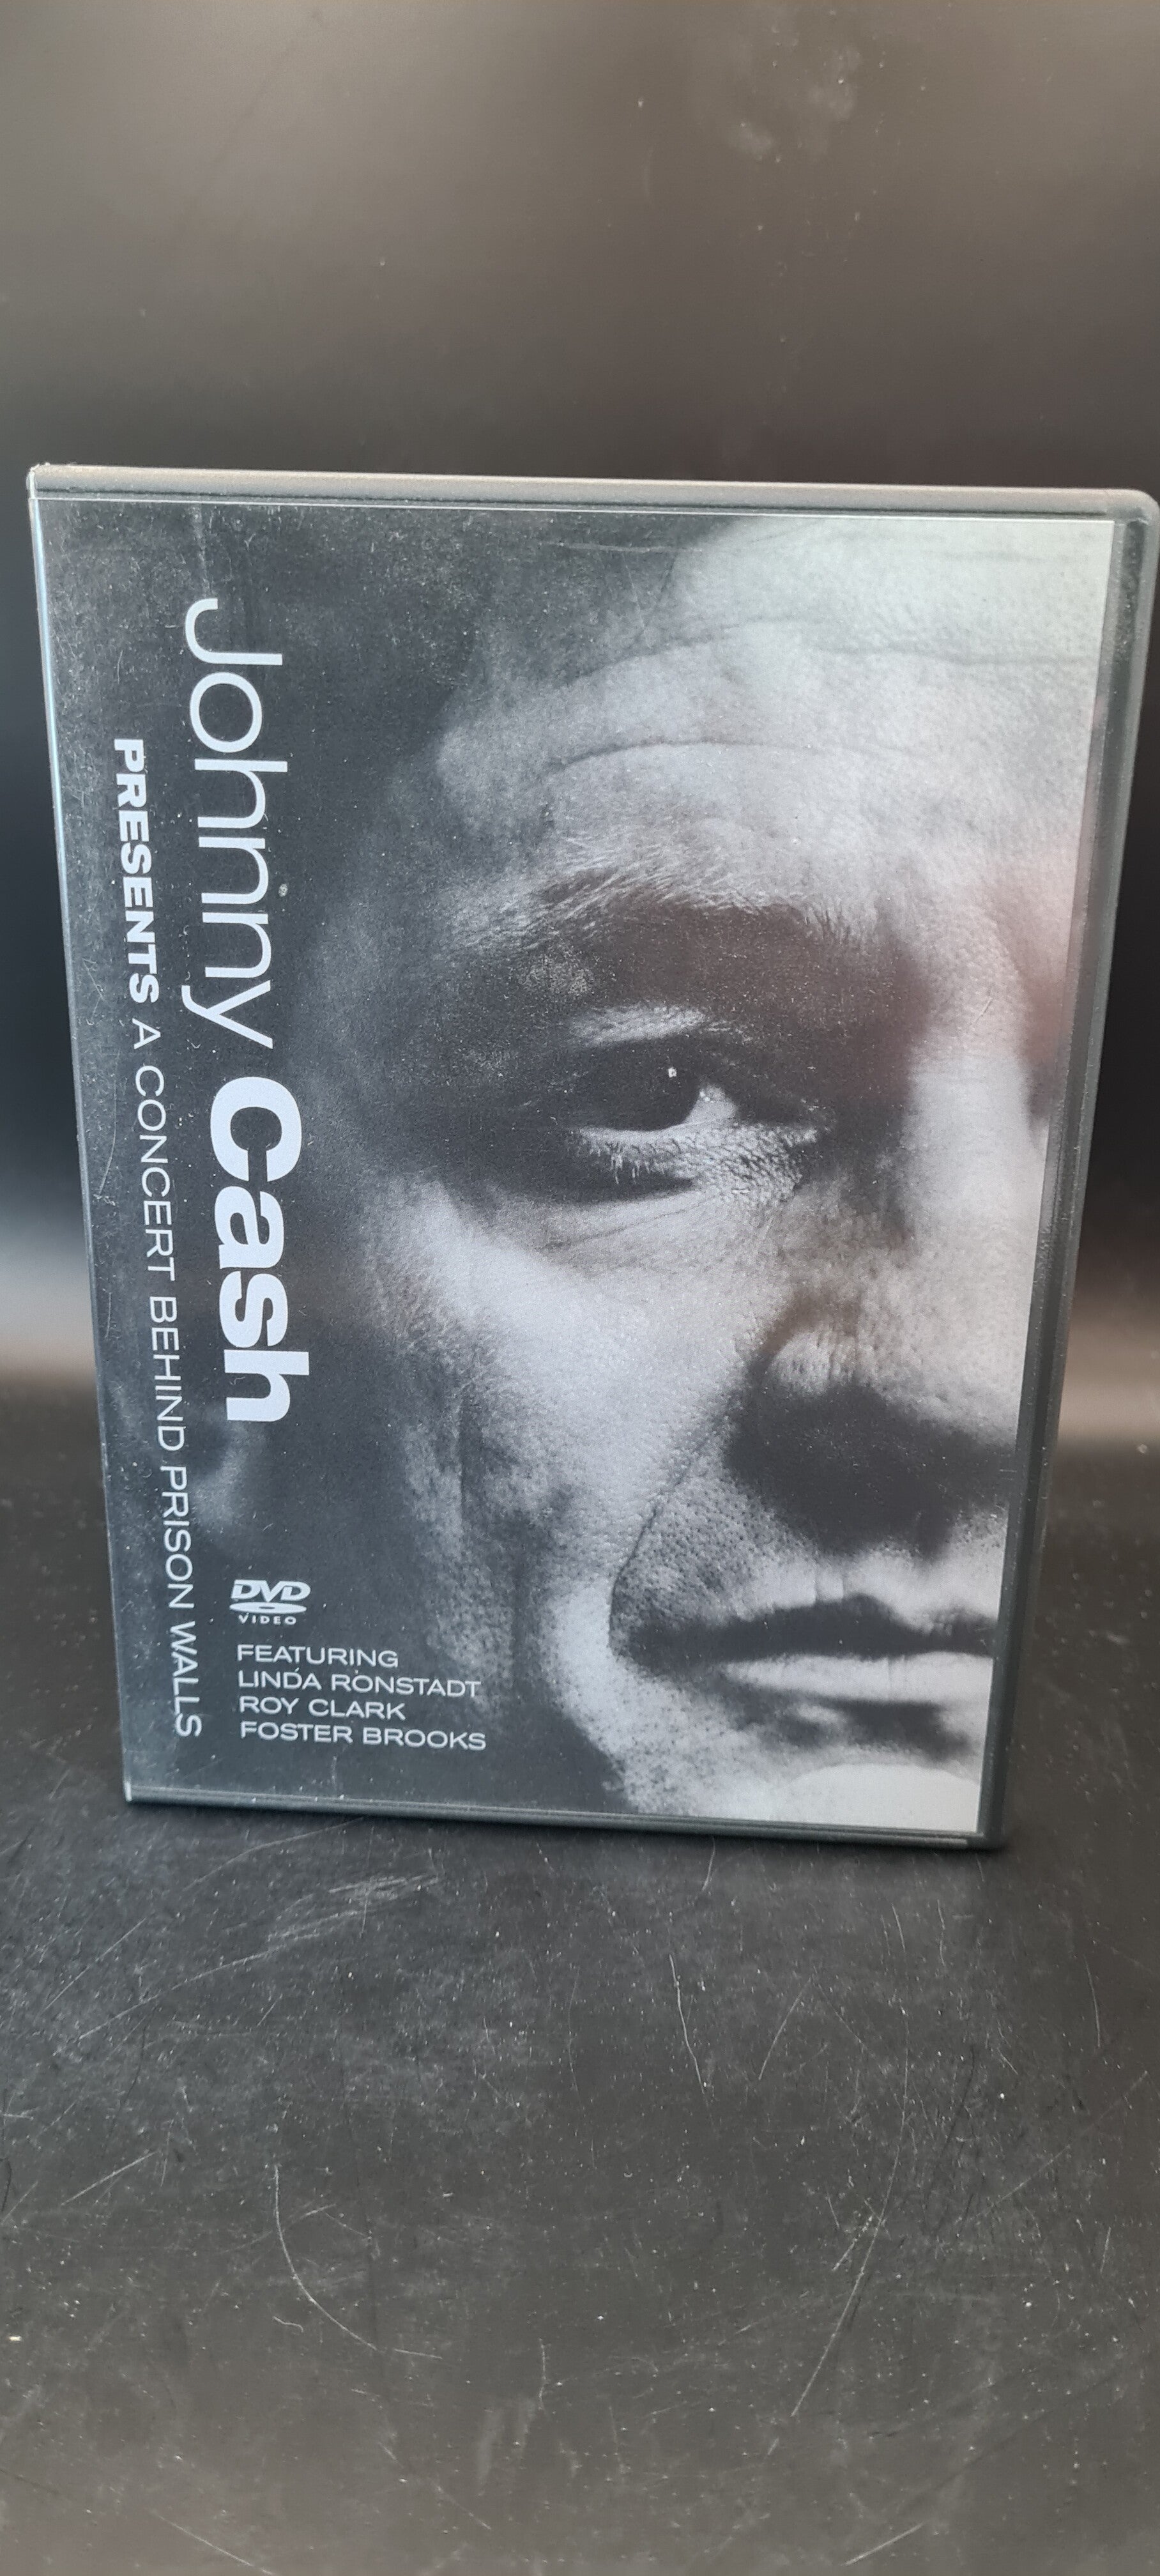 Johnny Cash
PRESENTS A CONCERT BEHIND PRISON WALLS
DVD
VIDEO
FEATURING
LINDA RONSTADT
ROY CLARK
FOSTER BROOKS